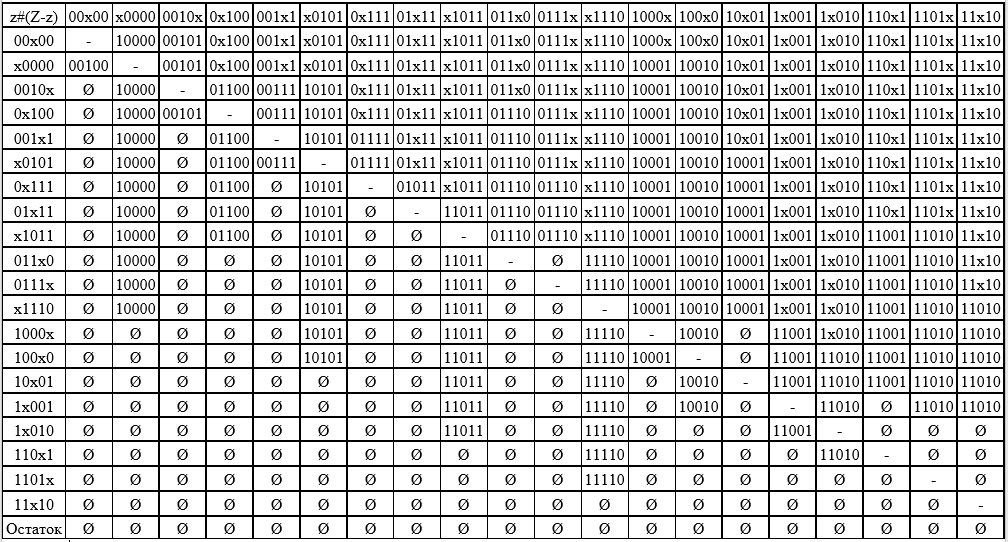 z#(Z-z) 00x00 x0000 0010x 0x100 001x1 x0101 0x111 01x11 x1011 011x0 0111x x1110 1000x 100x0 10x01 1x001 1x010 110x1 1101x 11x10
00x00 - 10000 00101 0x100 001x1 x0101 0x111 01x11 x1011 011x0 0111x x1110 1000x 100x0 10x01 1x001 1x010 110x1 1101x 11x10
x0000 00100 - 00101 0x100 001x1 x0101 0x111 01x11 x1011 011x0 0111x x1110 10001 10010 10x01 1x001 1x010 110x1 1101x 11x10
0010x Ø 10000 - 01100 00111 10101 0x111 01x11 x1011 011x0 0111x x1110 10001 10010 10x01 1x001 1x010 110x1 1101x 11x10
0x100 Ø 10000 00101 - 00111 10101 0x111 01x11 x1011 01110 0111x x1110 10001 10010 10x01 1x001 1x010 110x1 1101x 11x10
001x1 Ø 10000 Ø 01100 - 10101 01111 01x11 x1011 011x0 0111x x1110 10001 10010 10x01 1x001 1x010 110x1 1101x 11x10
x0101 Ø 10000 Ø 01100 00111 - 01111 01x11 x1011 01110 0111x x1110 10001 10010 10001 1x001 1x010 110x1 1101x 11x10
0x111 Ø 10000 Ø 01100 Ø 10101 - 01011 x1011 01110 01110 x1110 10001 10010 10001 1x001 1x010 110x1 1101x 11x10
01x11 Ø 10000 Ø 01100 Ø 10101 Ø - 11011 01110 01110 x1110 10001 10010 10001 1x001 1x010 110x1 1101x 11x10
x1011 Ø 10000 Ø 01100 Ø 10101 Ø Ø - 01110 01110 x1110 10001 10010 10001 1x001 1x010 11001 11010 11x10
011x0 Ø 10000 Ø Ø Ø 10101 Ø Ø 11011 - Ø 11110 10001 10010 10001 1x001 1x010 11001 11010 11x10
0111x Ø 10000 Ø Ø Ø 10101 Ø Ø 11011 Ø - 11110 10001 10010 10001 1x001 1x010 11001 11010 11x10
x1110 Ø 10000 Ø Ø Ø 10101 Ø Ø 11011 Ø Ø - 10001 10010 10001 1x001 1x010 11001 11010 11010
1000x Ø Ø Ø Ø Ø 10101 Ø Ø 11011 Ø Ø 11110 - 10010 Ø 11001 1x010 11001 11010 11010
100x0 Ø Ø Ø Ø Ø 10101 Ø Ø 11011 Ø Ø 11110 10001 - Ø 11001 11010 11001 11010 11010
10x01 Ø Ø Ø Ø Ø Ø Ø Ø 11011 Ø Ø 11110 Ø 10010 - 11001 11010 11001 11010 11010
1x001 Ø Ø Ø Ø Ø Ø Ø Ø 11011 Ø Ø 11110 Ø 10010 Ø - 11010 Ø 11010 11010
1x010 Ø Ø Ø Ø Ø Ø Ø Ø 11011 Ø Ø 11110 Ø Ø Ø 11001 - Ø Ø Ø
110x1 Ø Ø Ø Ø Ø Ø Ø Ø Ø Ø Ø 11110 Ø Ø Ø Ø 11010 - Ø Ø
1101x Ø Ø Ø Ø Ø Ø Ø Ø Ø Ø Ø 11110 Ø Ø Ø Ø Ø Ø - Ø
11x10 Ø Ø Ø Ø Ø Ø Ø Ø Ø Ø Ø Ø Ø Ø Ø Ø Ø Ø Ø -
Остаток Ø Ø Ø Ø Ø Ø Ø Ø Ø Ø Ø Ø Ø Ø Ø Ø Ø Ø Ø Ø